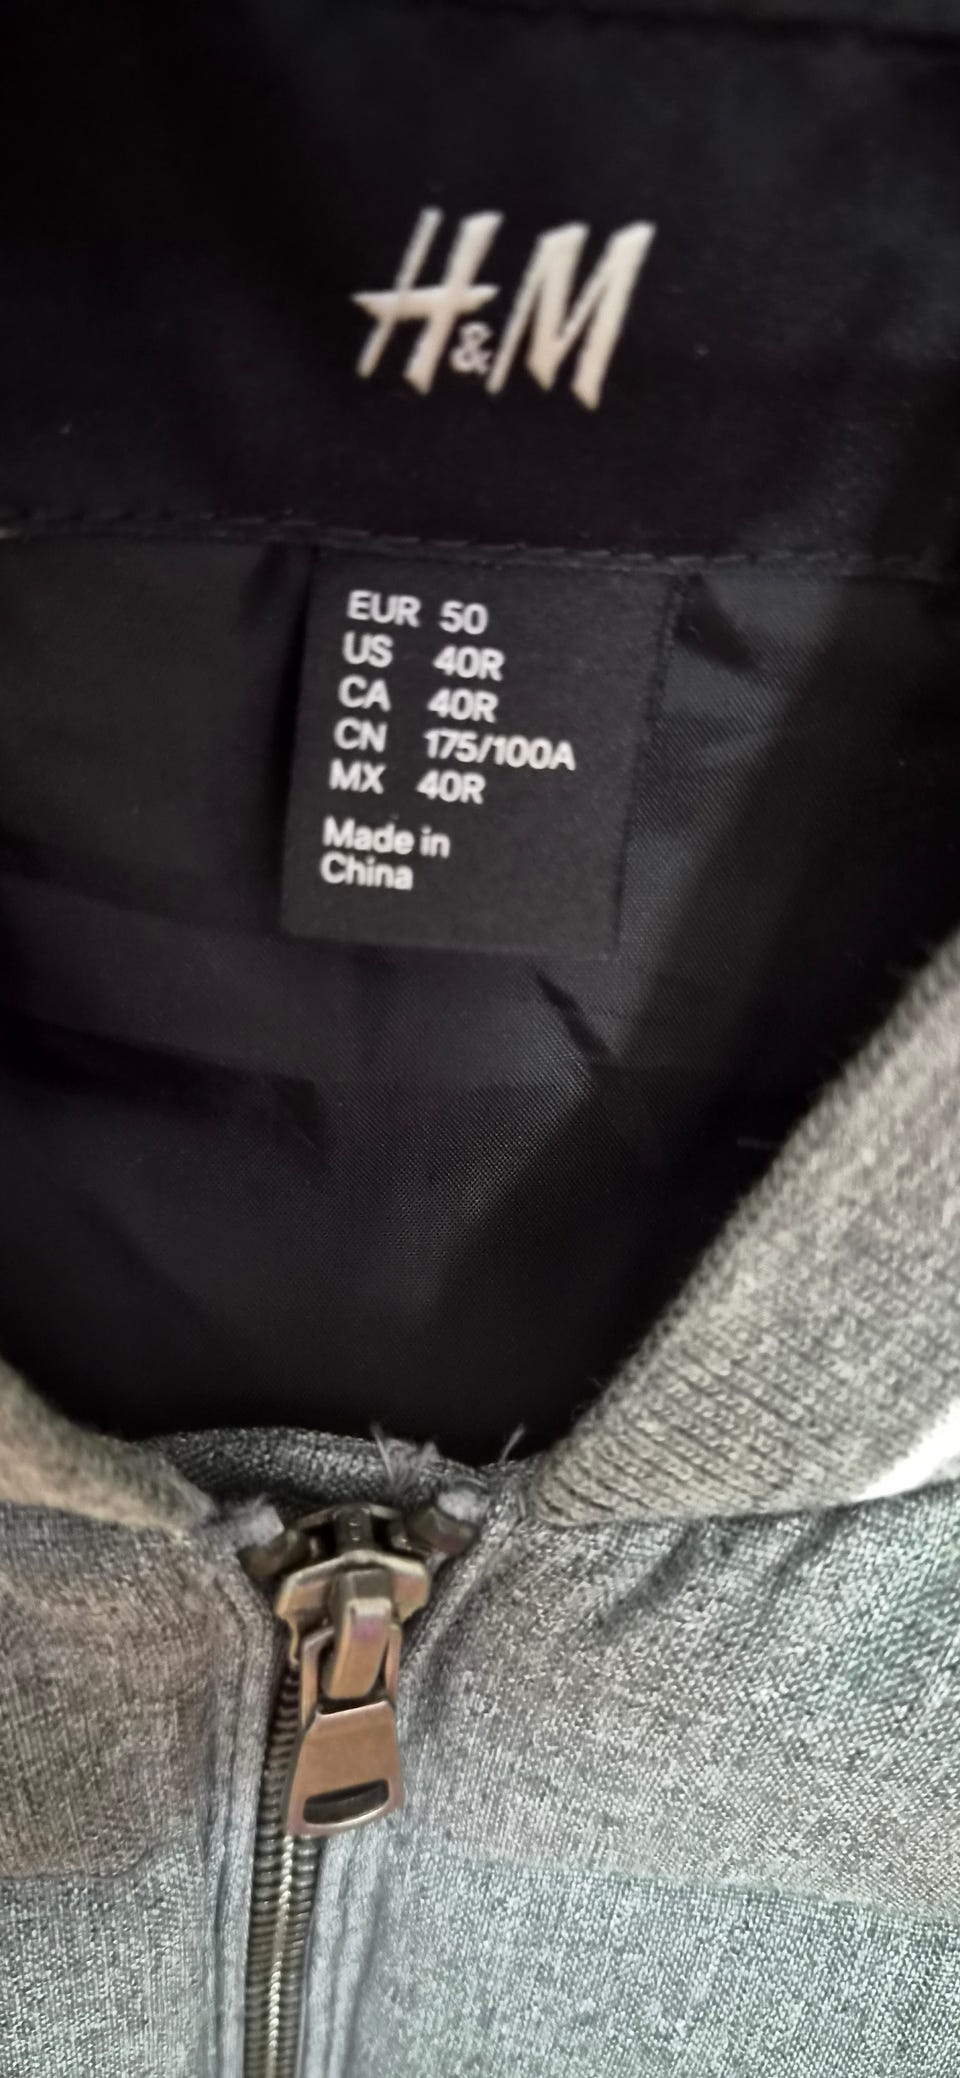 H&M
EUR 50
US 40R
CA 40R
CN 175/100A
MX 40R
Made in
China